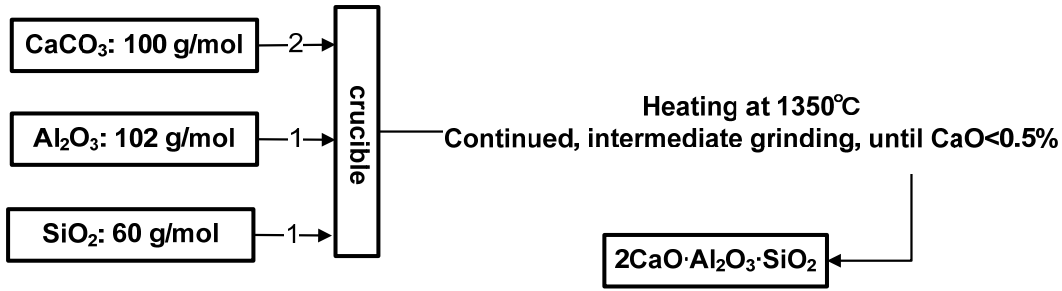 CaCO₃: 100 g/mol
2
Al₂O₃: 102 g/mol
1
SiO₂: 60 g/mol
1
crucible
Heating at 1350℃
Continued, intermediate grinding, until CaO<0.5%
2CaO·Al₂O₃·SiO₂